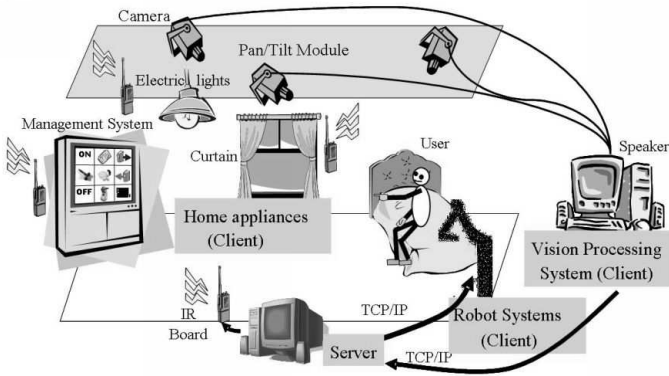 Camera
Pan/Tilt Module
Electric lights
Management System
ON
OFF
Curtain
User
Speaker
Home appliances
(Client)
Vision Processing
System (Client)
IR
Board
TCP/IP
Server
Robot Systems
(Client)
TCP/IP